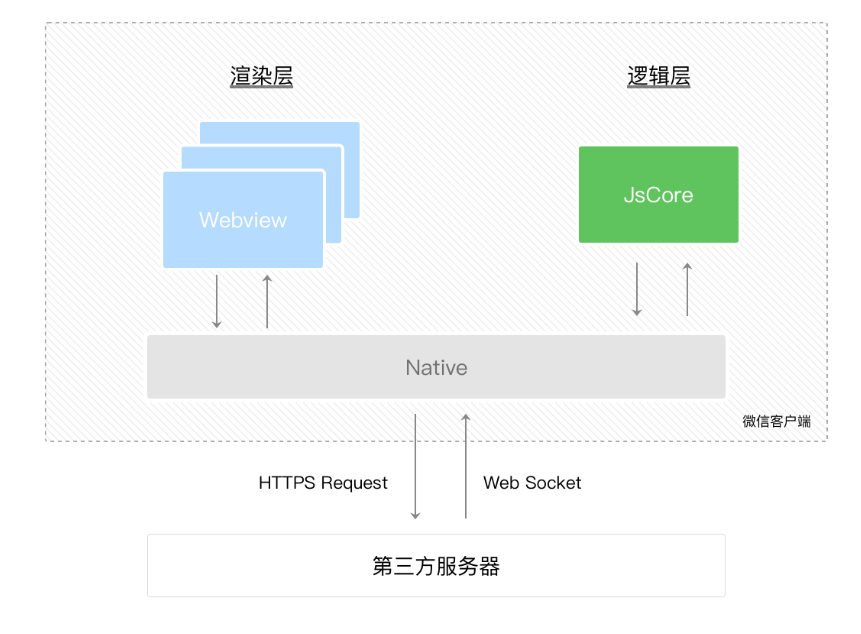 渲染层
逻辑层
Webview
JsCore
Native
微信客户端
HTTPS Request
Web Socket
第三方服务器